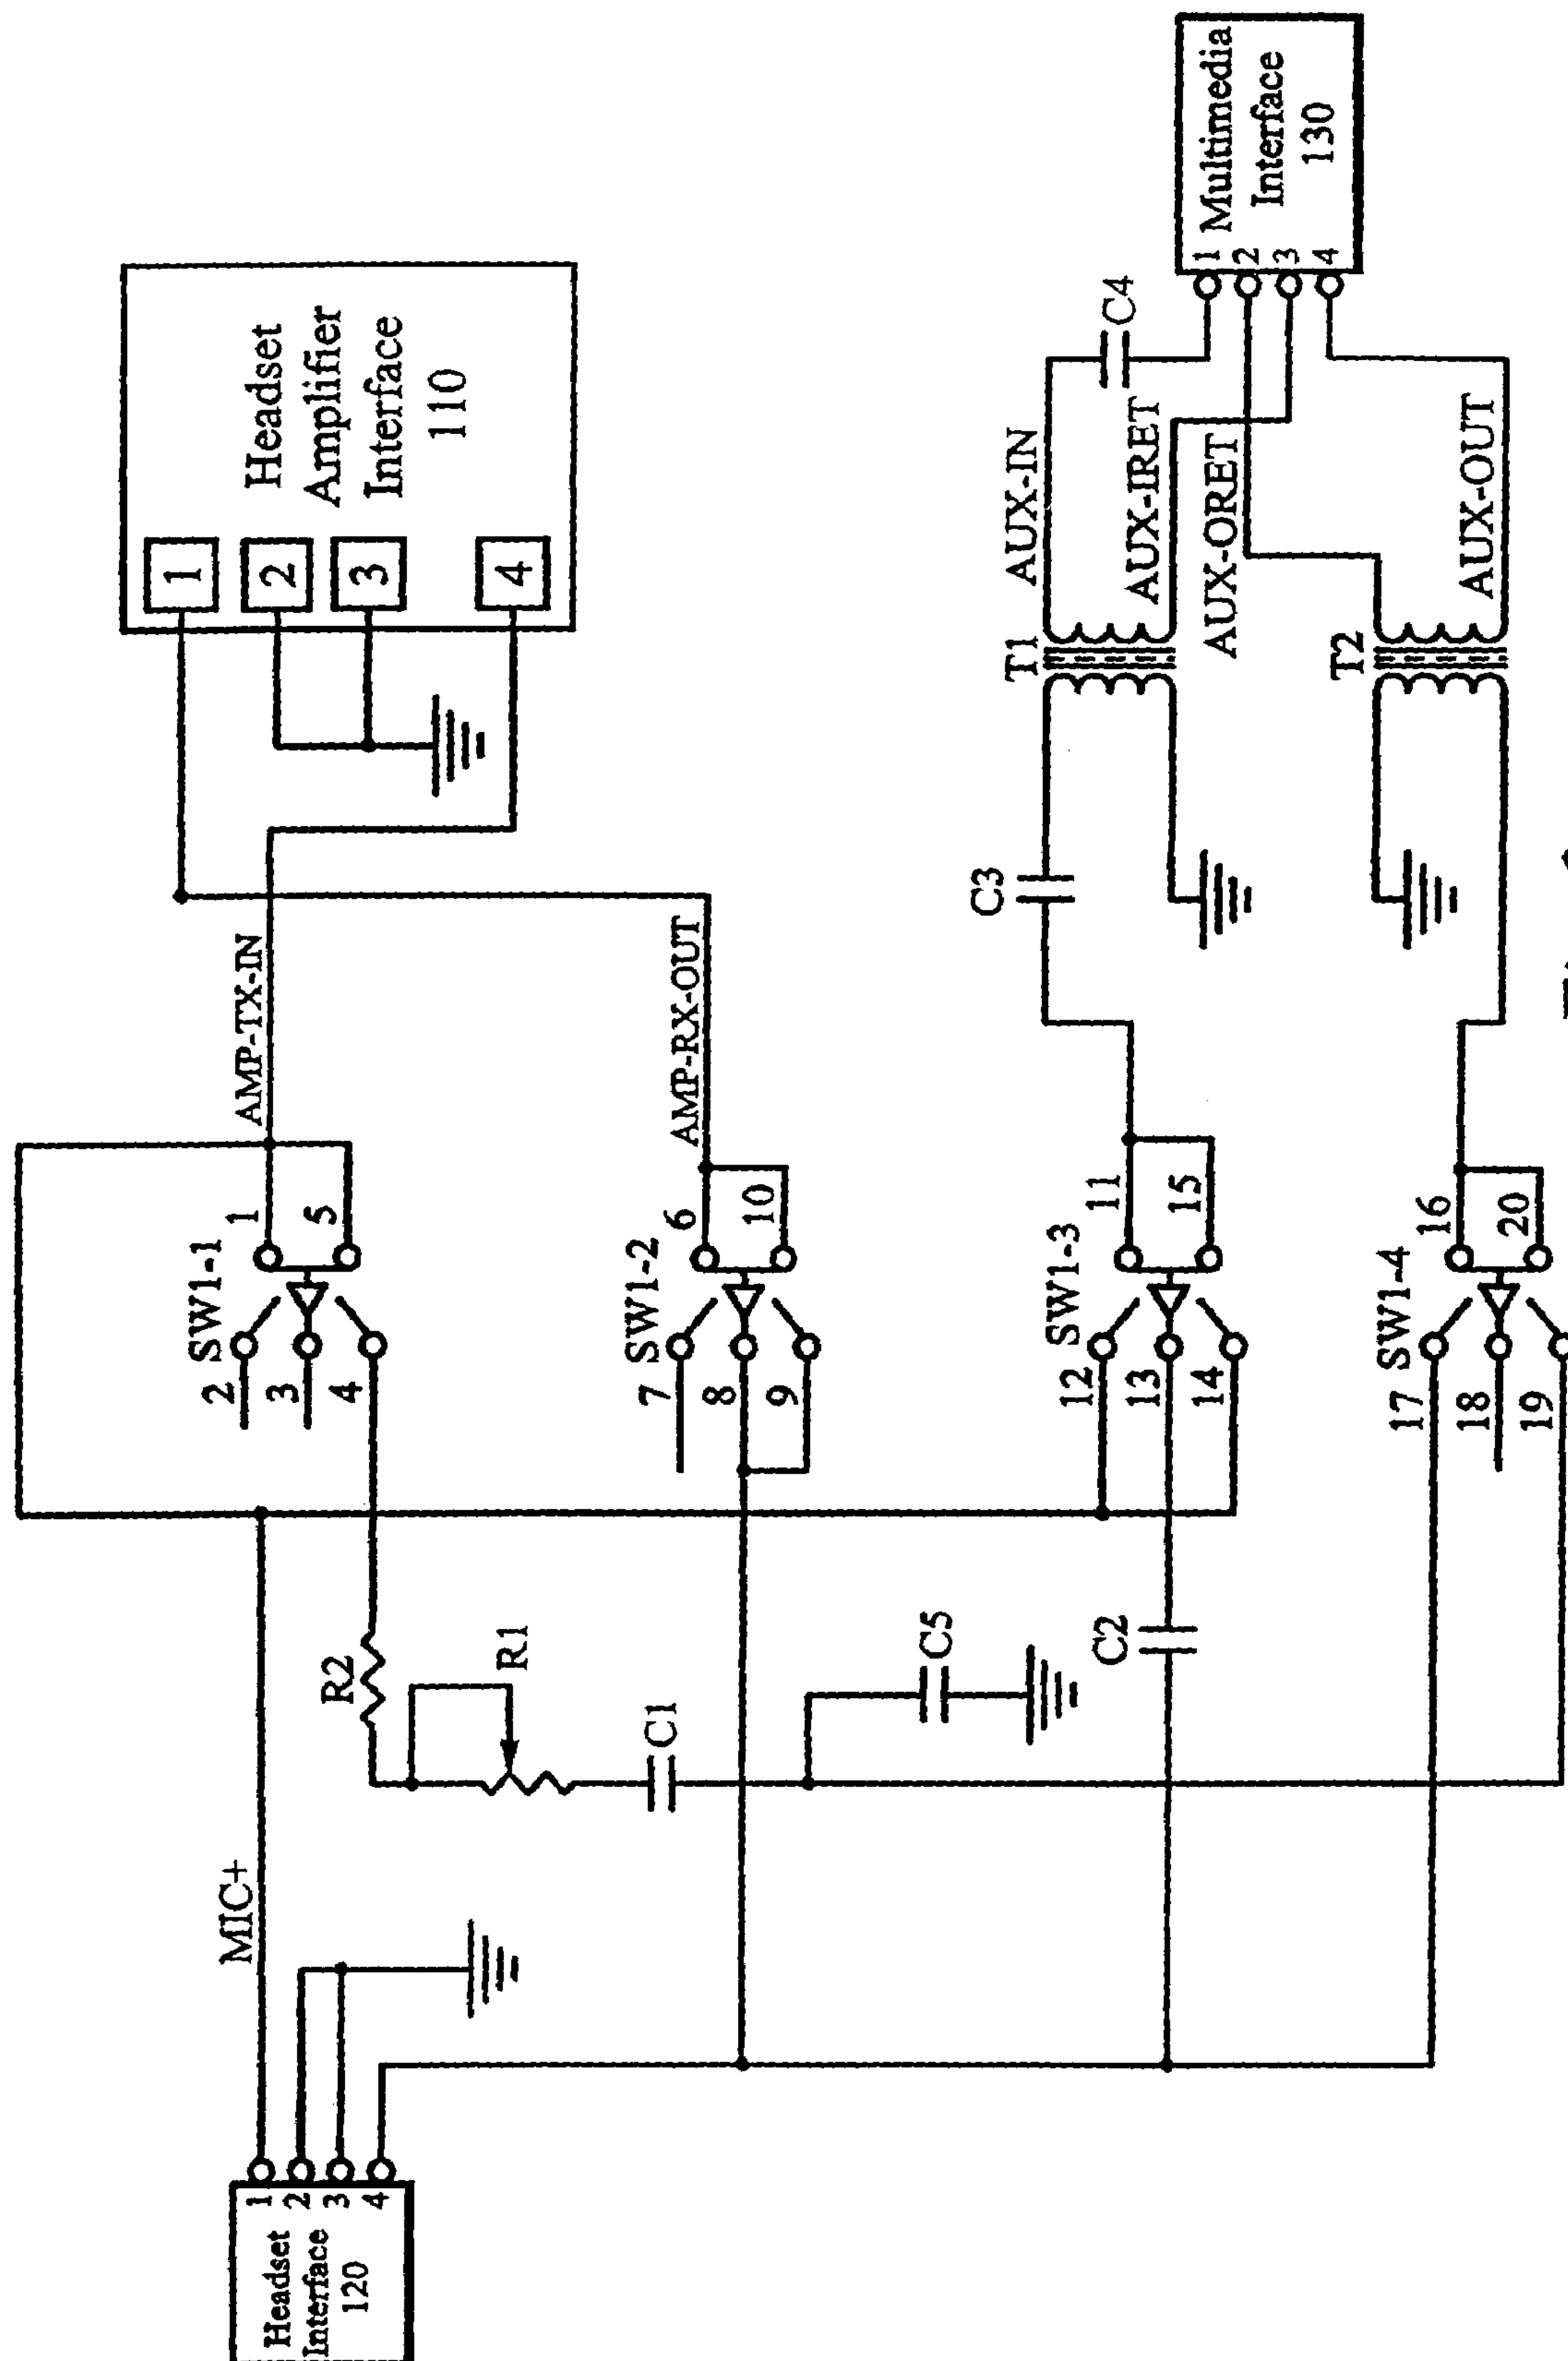 Headset
Interface
120
1
2
3
4
MIC+
R2
R1
C1
C5
C2
SW1-1
1
5
2
3
4
SW1-2
6
10
7
8
9
SW1-3
11
15
12
13
14
SW1-4
16
20
17
18
19
AMP-TX-IN
AMP-RX-OUT
1
2
3
4
Headset
Amplifier
Interface
110
C3
T1
T2
AUX-IN
AUX-IRET
AUX-ORET
AUX-OUT
C4
1
2
3
4
Multimedia
Interface
130